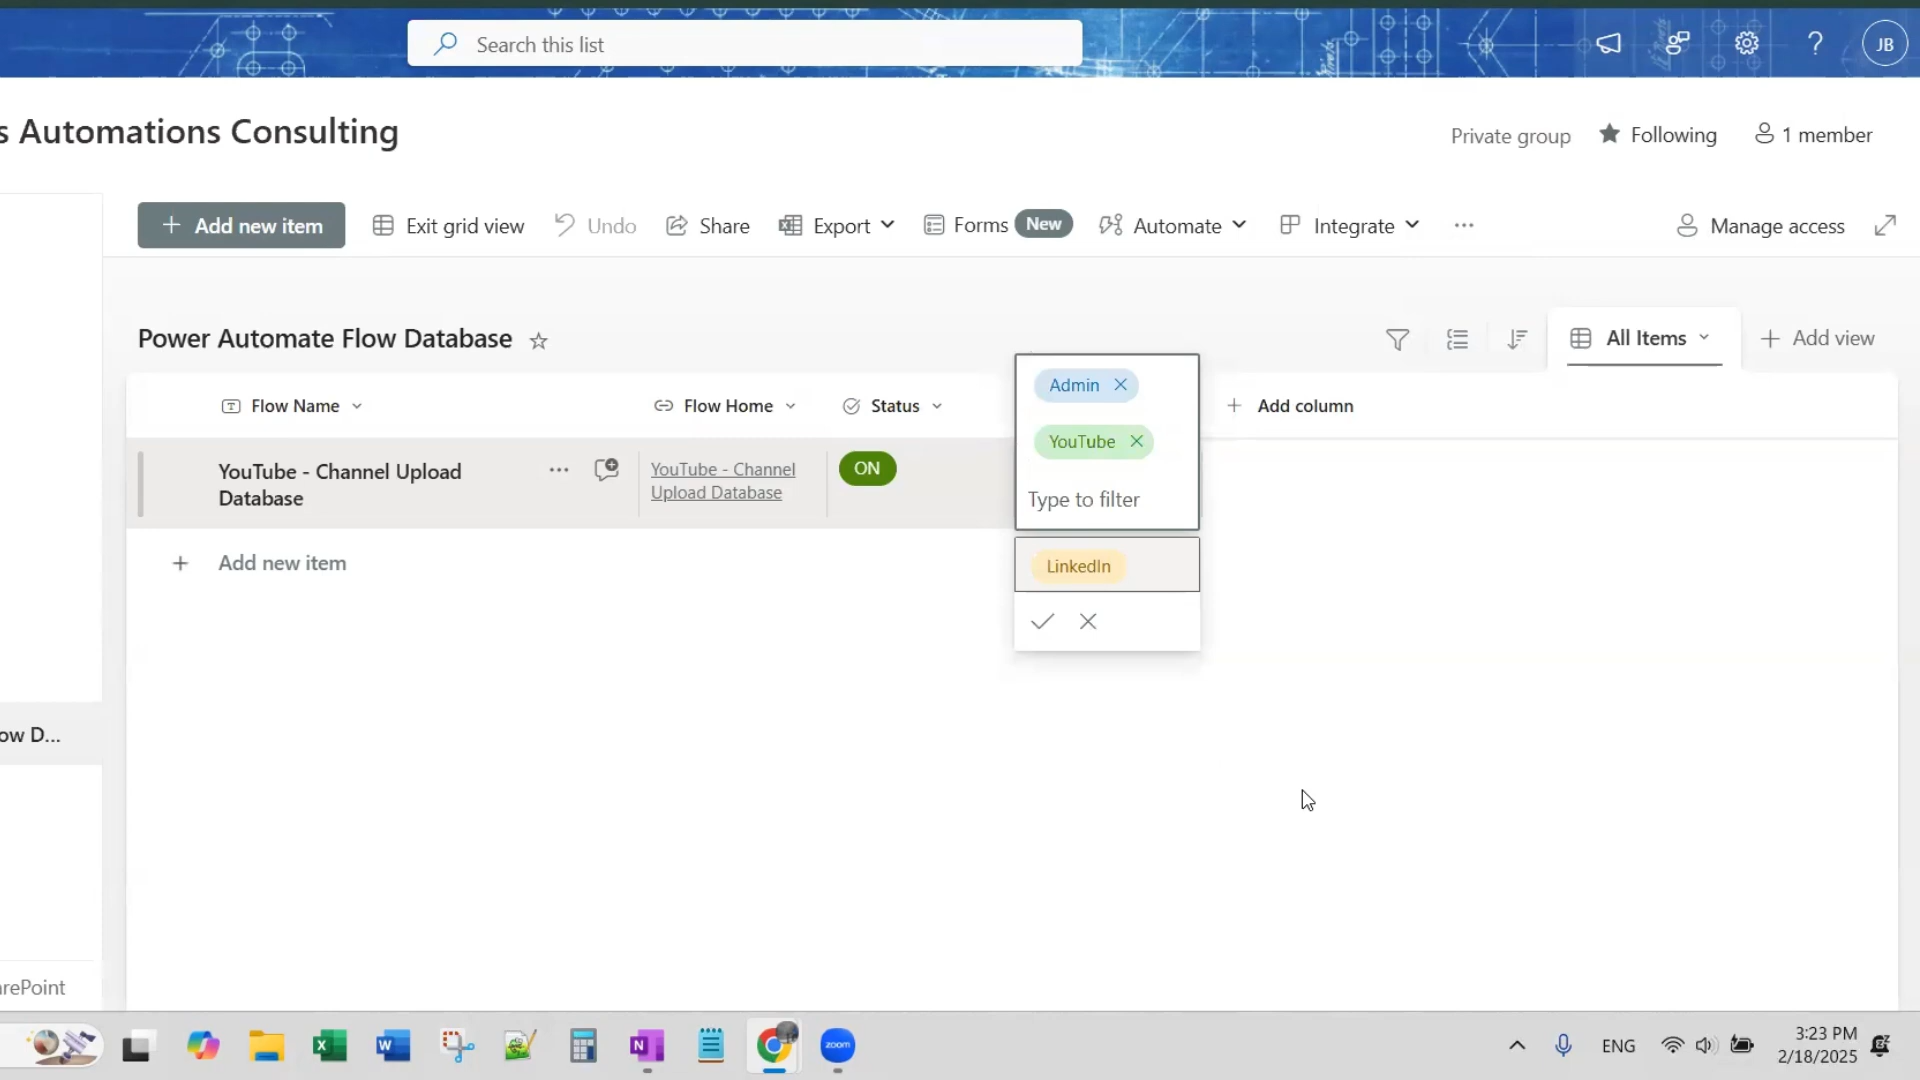 Search this list
JB
s Automations Consulting
Private group
Following
1 member
Add new item
Exit grid view
Undo
Share
Export
Forms
New
Automate
Integrate
Manage access
Power Automate Flow Database
All Items
Add view
Flow Name
Flow Home
Status
Admin
Add column
YouTube - Channel Upload
Database
YouTube - Channel
Upload Database
ON
YouTube
Type to filter
Add new item
LinkedIn
ow D...
arePoint
zoom
ENG
3:23 PM
2/18/2025